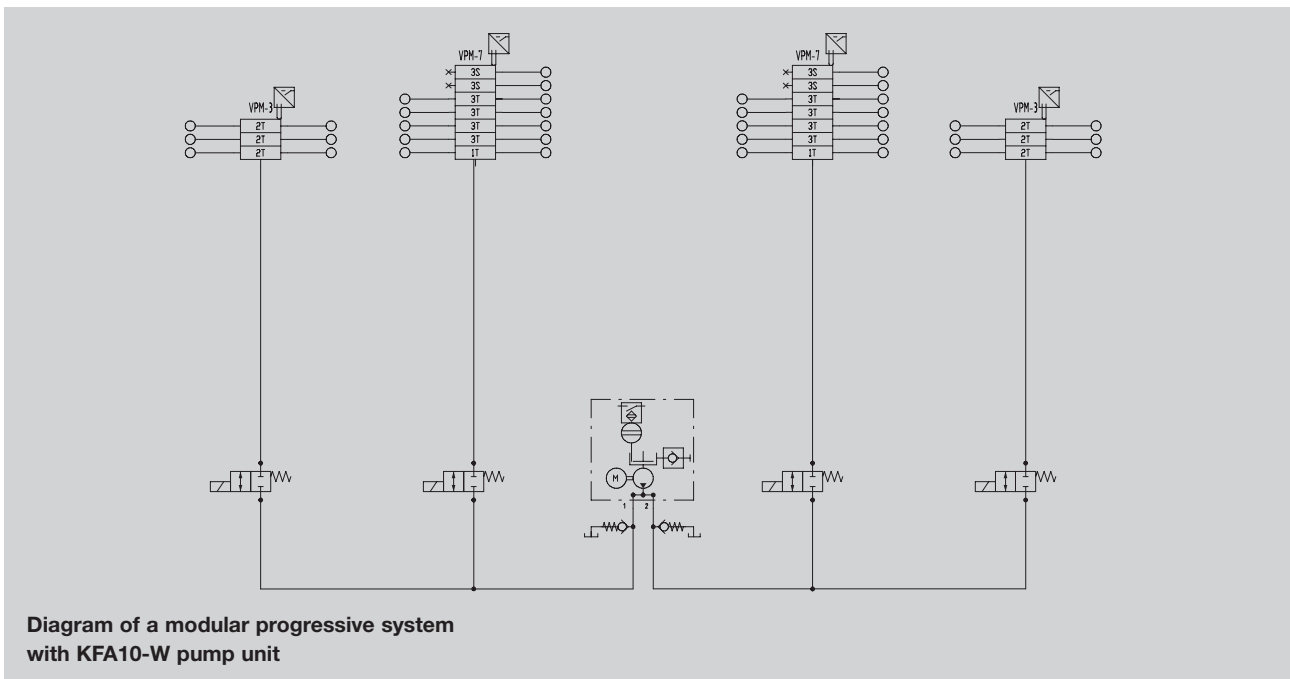 VPM-7
3S
3S
3T
3T
3T
3T
1T
VPM-7
3S
3S
3T
3T
3T
3T
1T
VPM-3
2T
2T
2T
VPM-3
2T
2T
2T
M
1 2
Diagram of a modular progressive system
with KFA10-W pump unit